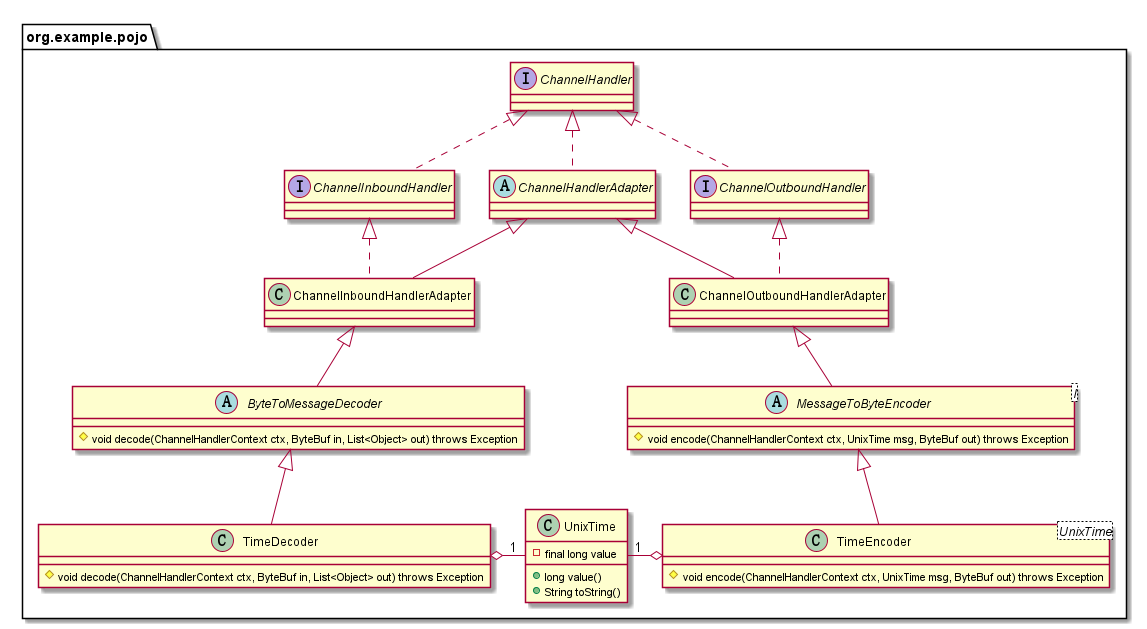 org.example.pojo
I ChannelHandler
I ChannelInboundHandler
A ChannelHandlerAdapter
I ChannelOutboundHandler
C ChannelInboundHandlerAdapter
C ChannelOutboundHandlerAdapter
A ByteToMessageDecoder
void decode(ChannelHandlerContext ctx, ByteBuf in, List<Object> out) throws Exception
A MessageToByteEncoder
I
void encode(ChannelHandlerContext ctx, UnixTime msg, ByteBuf out) throws Exception
C TimeDecoder
void decode(ChannelHandlerContext ctx, ByteBuf in, List<Object> out) throws Exception
1
C UnixTime
final long value
long value()
String toString()
1
C TimeEncoder
UnixTime
void encode(ChannelHandlerContext ctx, UnixTime msg, ByteBuf out) throws Exception